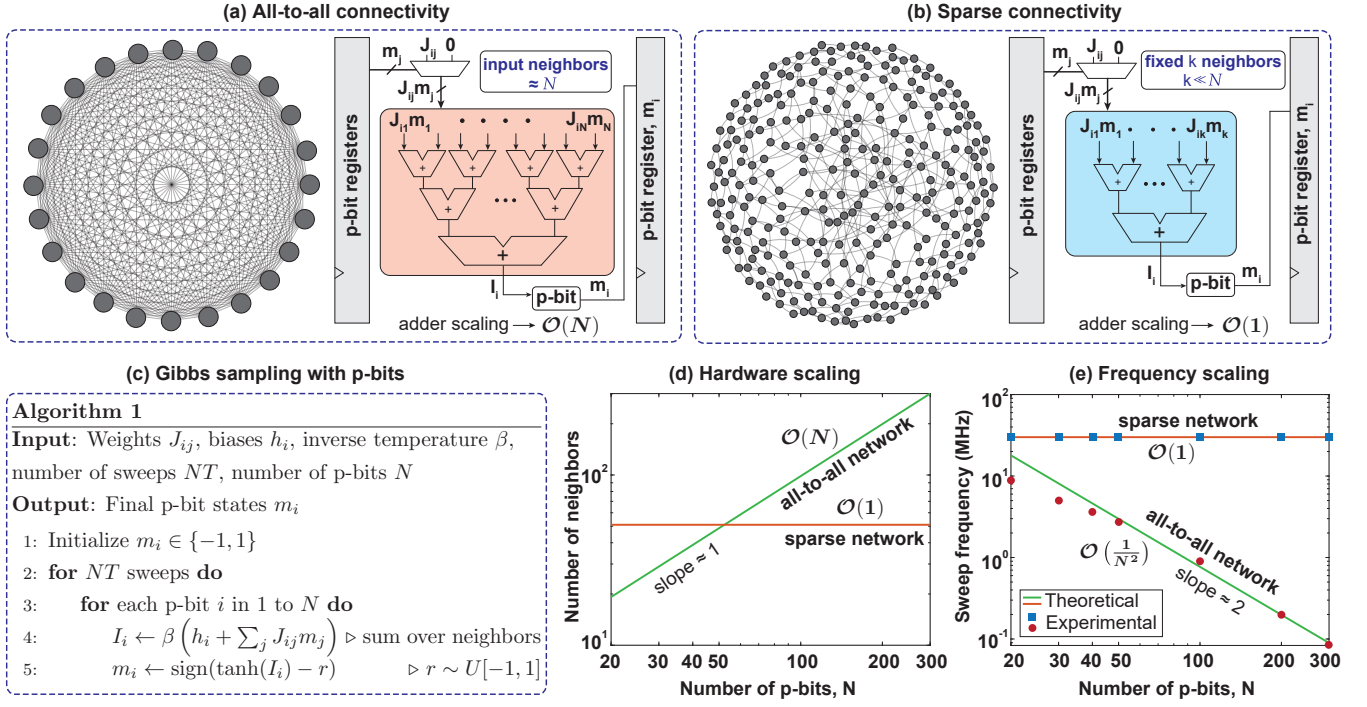 (a) All-to-all connectivity
p-bit registers
m_j
J_ij 0
J_ij m_j
input neighbors
≈ N
J_i1 m_1 • • • • J_iN m_N
+ + + +
+ ••• +
+
I_i
p-bit
m_i
adder scaling → O(N)
p-bit register, m_i
(b) Sparse connectivity
p-bit registers
m_j
J_ij 0
J_ij m_j
fixed k neighbors
k ≪ N
J_i1 m_1 • • • J_ik m_k
+ ••• +
+
I_i
p-bit
m_i
adder scaling → O(1)
p-bit register, m_i
(c) Gibbs sampling with p-bits
Algorithm 1
Input: Weights J_ij, biases h_i, inverse temperature β,
number of sweeps NT, number of p-bits N
Output: Final p-bit states m_i
1: Initialize m_i ∈ {−1, 1}
2: for NT sweeps do
3: for each p-bit i in 1 to N do
4: I_i ← β (h_i + ∑_j J_ij m_j) ▷ sum over neighbors
5: m_i ← sign(tanh(I_i) − r) ▷ r ∼ U[−1, 1]
(d) Hardware scaling
Number of neighbors
10^2
10^1
O(N)
all-to-all network
O(1)
sparse network
slope ≈ 1
20 30 40 50 100 200 300
Number of p-bits, N
(e) Frequency scaling
Sweep frequency (MHz)
10^2
10^1
10^0
10^-1
sparse network
O(1)
all-to-all network
O(1/N^2)
slope ≈ 2
Theoretical
Experimental
20 30 40 50 100 200 300
Number of p-bits, N